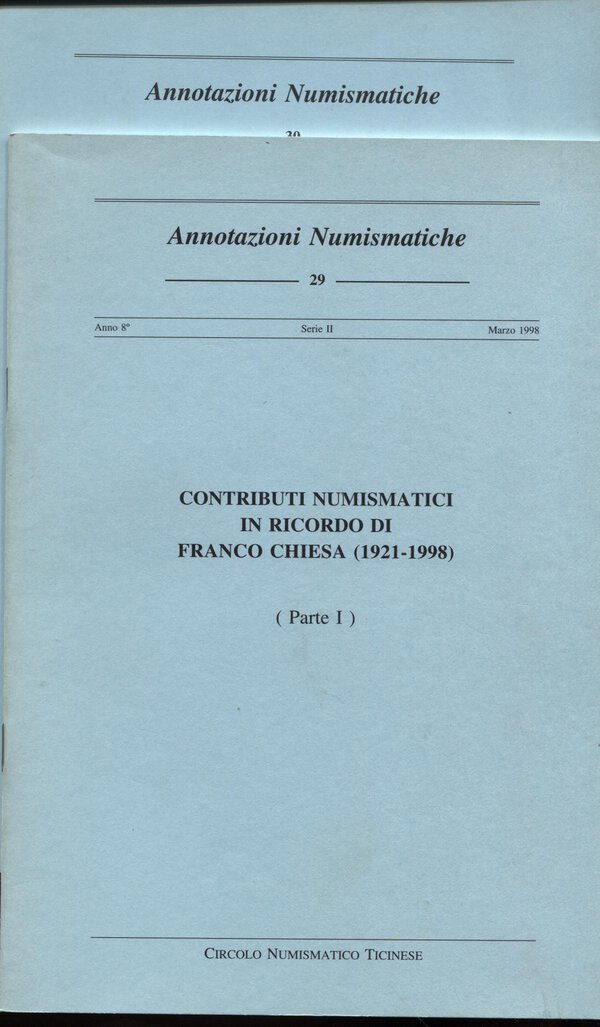 Annotazioni Numismatiche
30
Annotazioni Numismatiche
29
Anno 8° Serie II Marzo 1998
CONTRIBUTI NUMISMATICI
IN RICORDO DI
FRANCO CHIESA (1921-1998)
( Parte I )
CIRCOLO NUMISMATICO TICINESE